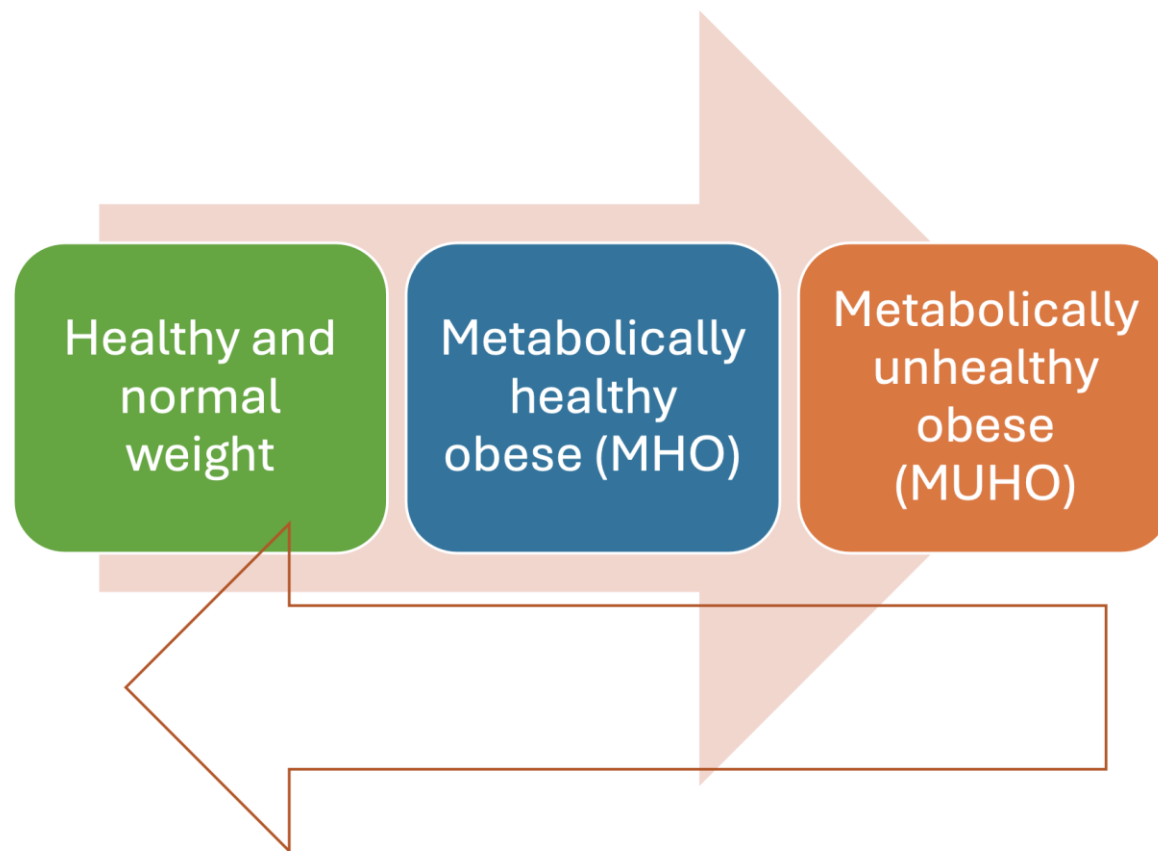 Healthy and
normal
weight
Metabolically
healthy
obese (MHO)
Metabolically
unhealthy
obese
(MUHO)